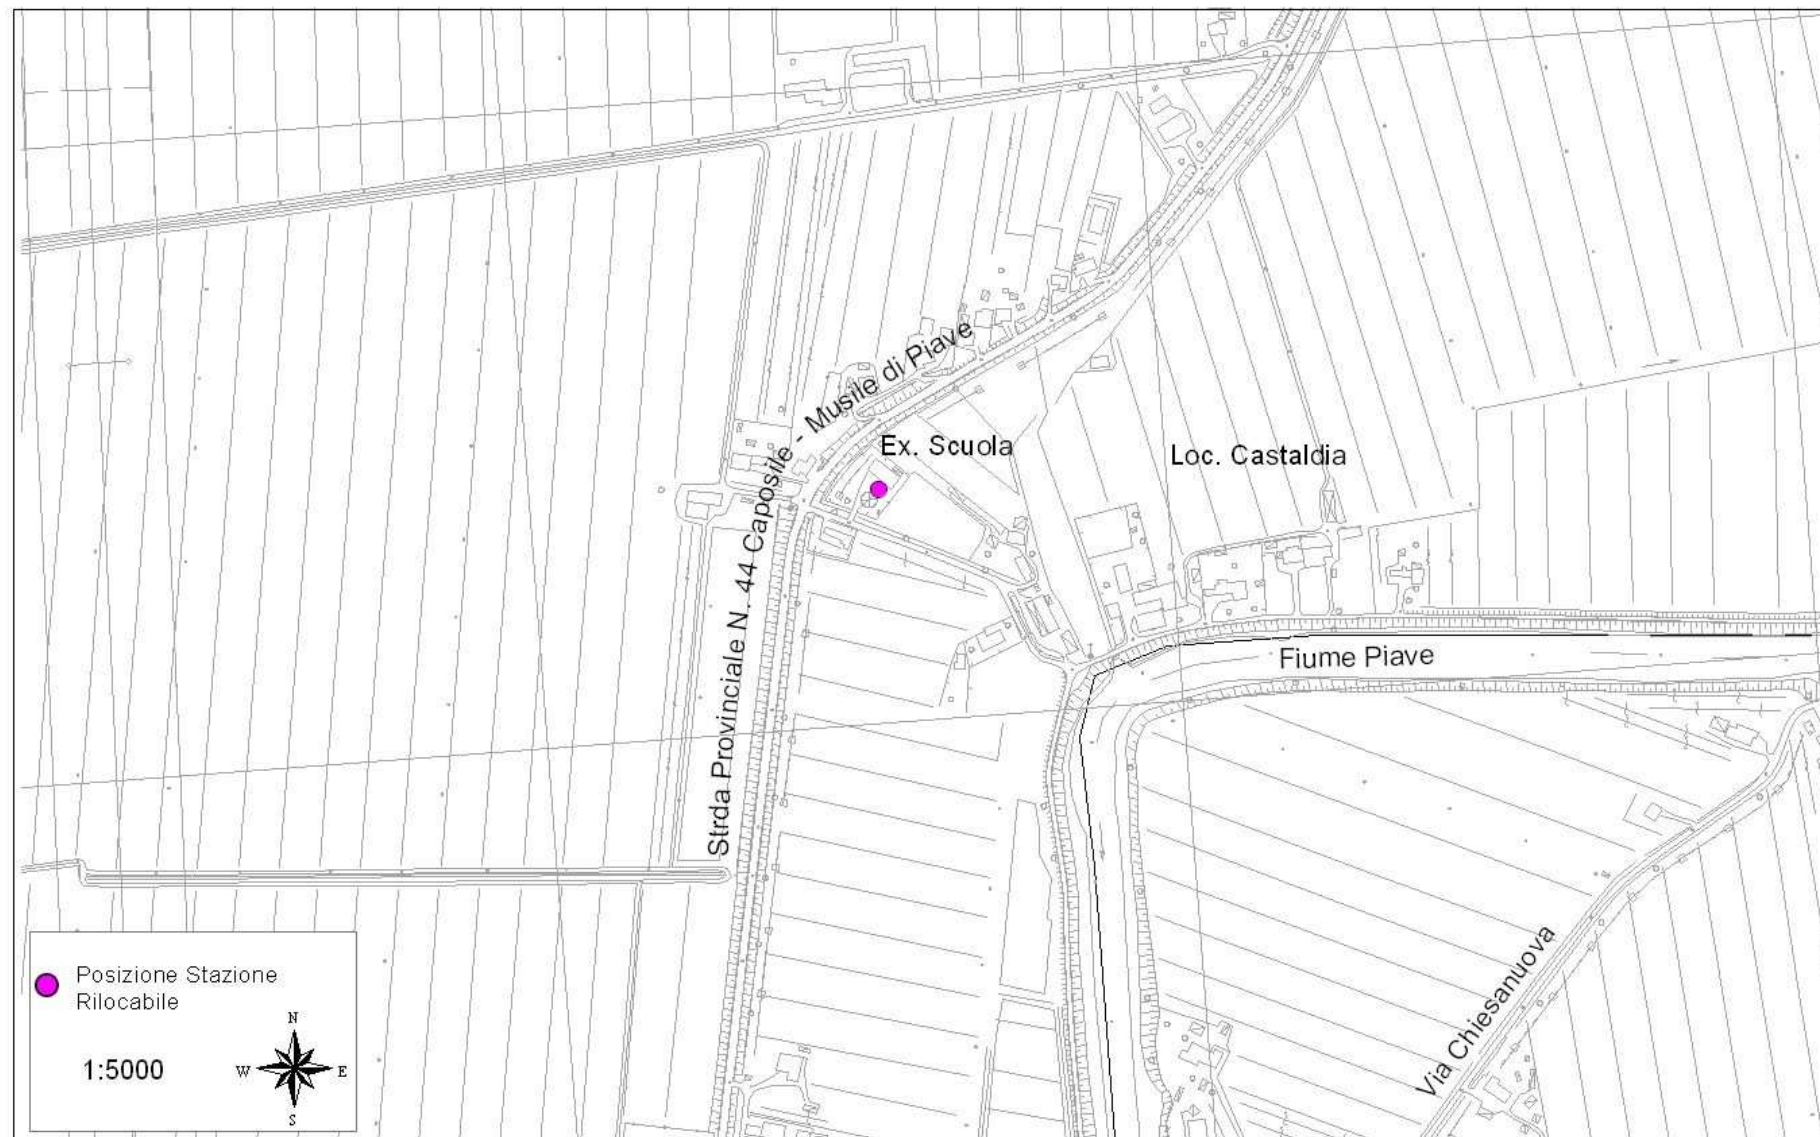 Strda Provinciale N. 44 Caposile - Musile di Piave
Ex. Scuola
Loc. Castaldia
Fiume Piave
Via Chiesanuova
Posizione Stazione
Rilocabile
1:5000
N
W
E
S